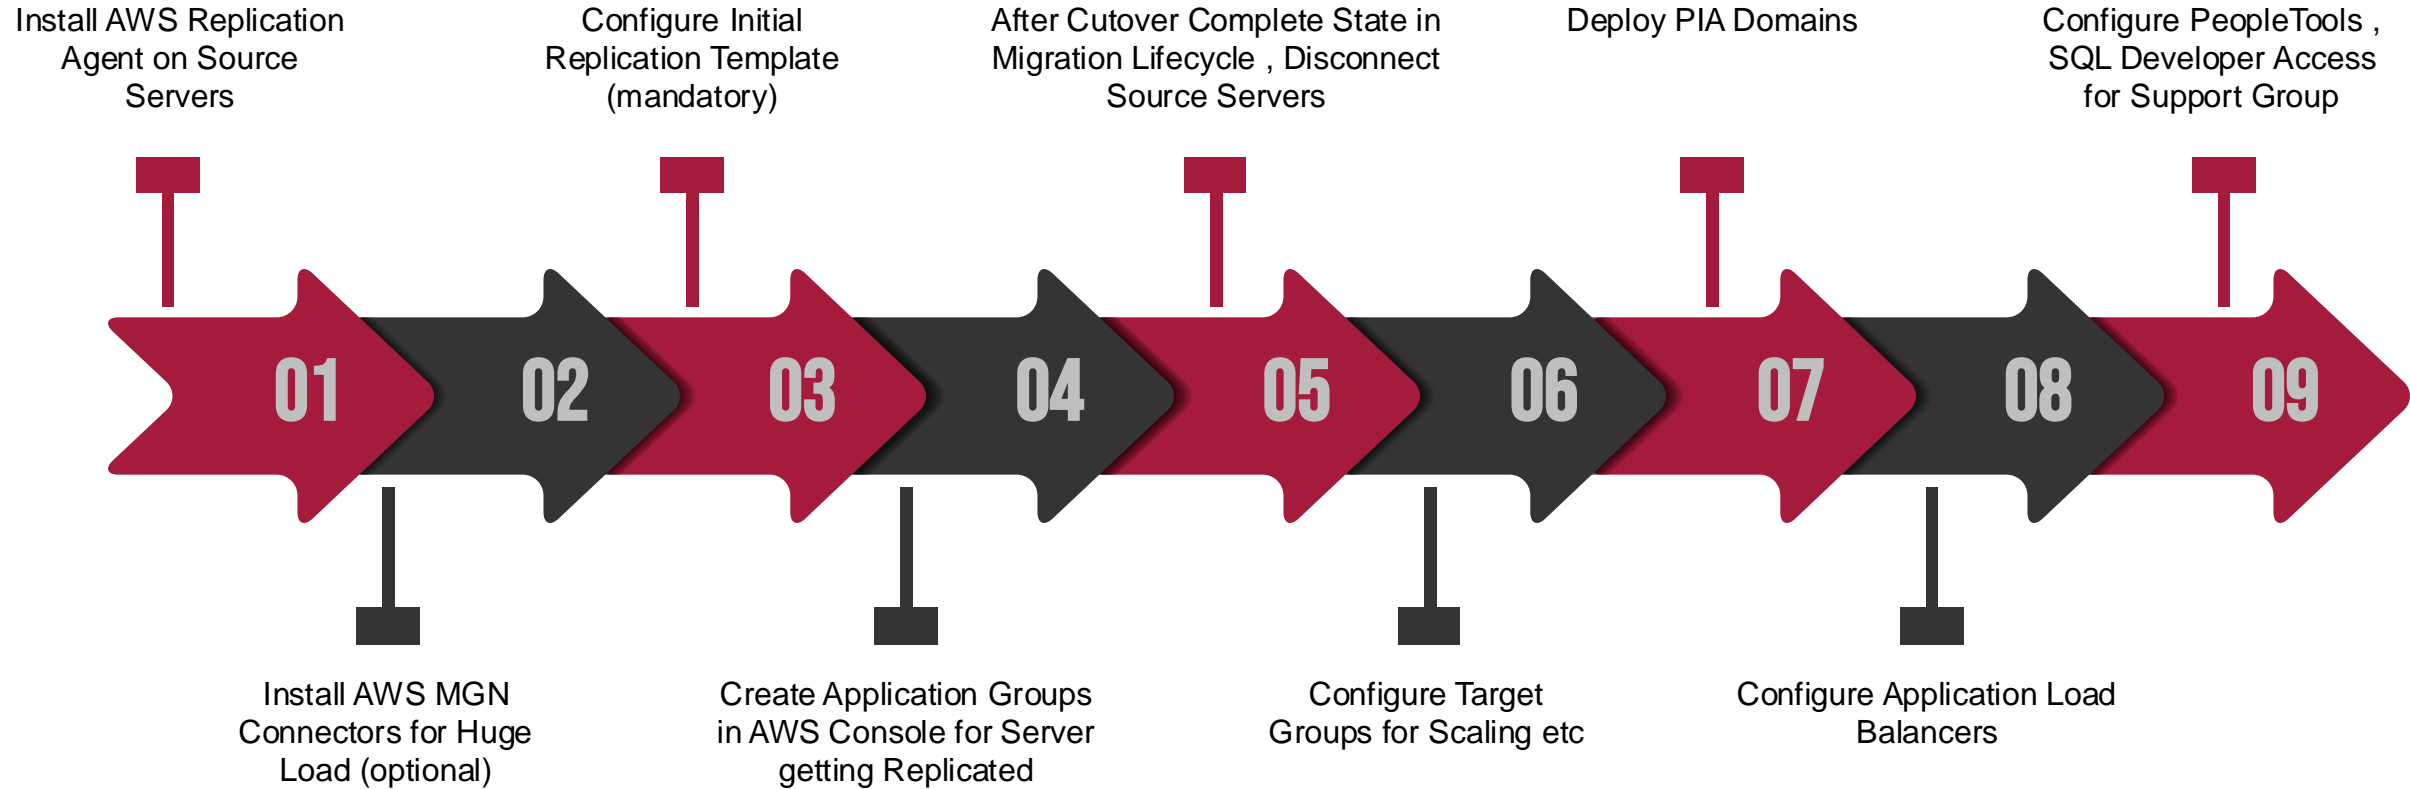 Install AWS Replication
Agent on Source
Servers
Configure Initial
Replication Template
(mandatory)
After Cutover Complete State in
Migration Lifecycle , Disconnect
Source Servers
Deploy PIA Domains
Configure PeopleTools ,
SQL Developer Access
for Support Group
01
02
03
04
05
06
07
08
09
Install AWS MGN
Connectors for Huge
Load (optional)
Create Application Groups
in AWS Console for Server
getting Replicated
Configure Target
Groups for Scaling etc
Configure Application Load
Balancers